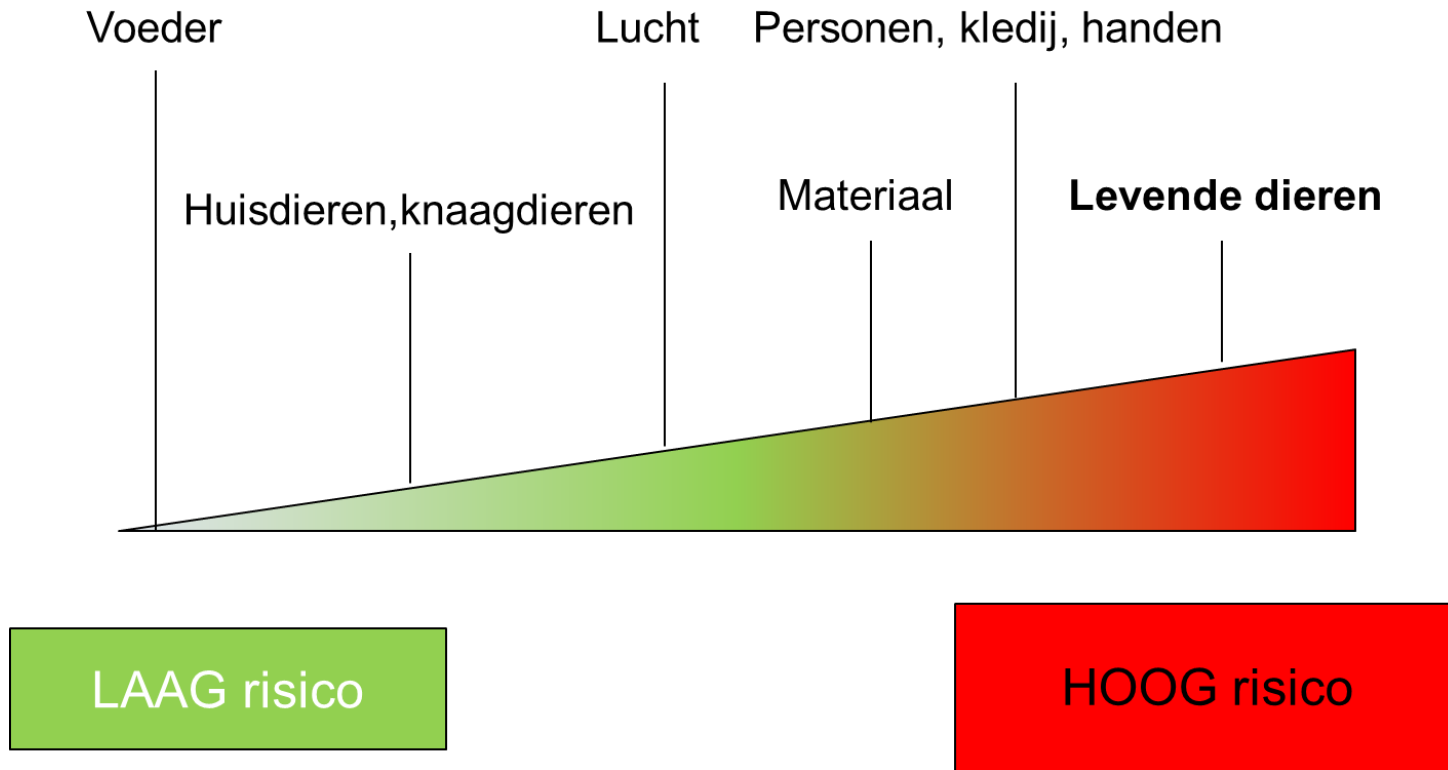 Voeder
Lucht
Personen, kledij, handen
Huisdieren,knaagdieren
Materiaal
Levende dieren
LAAG risico
HOOG risico